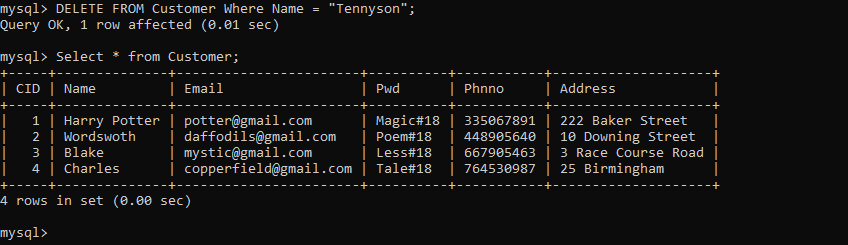 mysql> DELETE FROM Customer Where Name = "Tennyson";
Query OK, 1 row affected (0.01 sec)
mysql> Select * from Customer;
+-----+--------------+------------------------+----------+-----------+--------------------+
| CID | Name         | Email                  | Pwd      | Phnno     | Address            |
+-----+--------------+------------------------+----------+-----------+--------------------+
|   1 | Harry Potter | potter@gmail.com       | Magic#18 | 335067891 | 222 Baker Street   |
|   2 | Wordswoth    | daffodils@gmail.com    | Poem#18  | 448905640 | 10 Downing Street  |
|   3 | Blake        | mystic@gmail.com       | Less#18  | 667905463 | 3 Race Course Road |
|   4 | Charles      | copperfield@gmail.com  | Tale#18  | 764530987 | 25 Birmingham      |
+-----+--------------+------------------------+----------+-----------+--------------------+
4 rows in set (0.00 sec)
mysql>